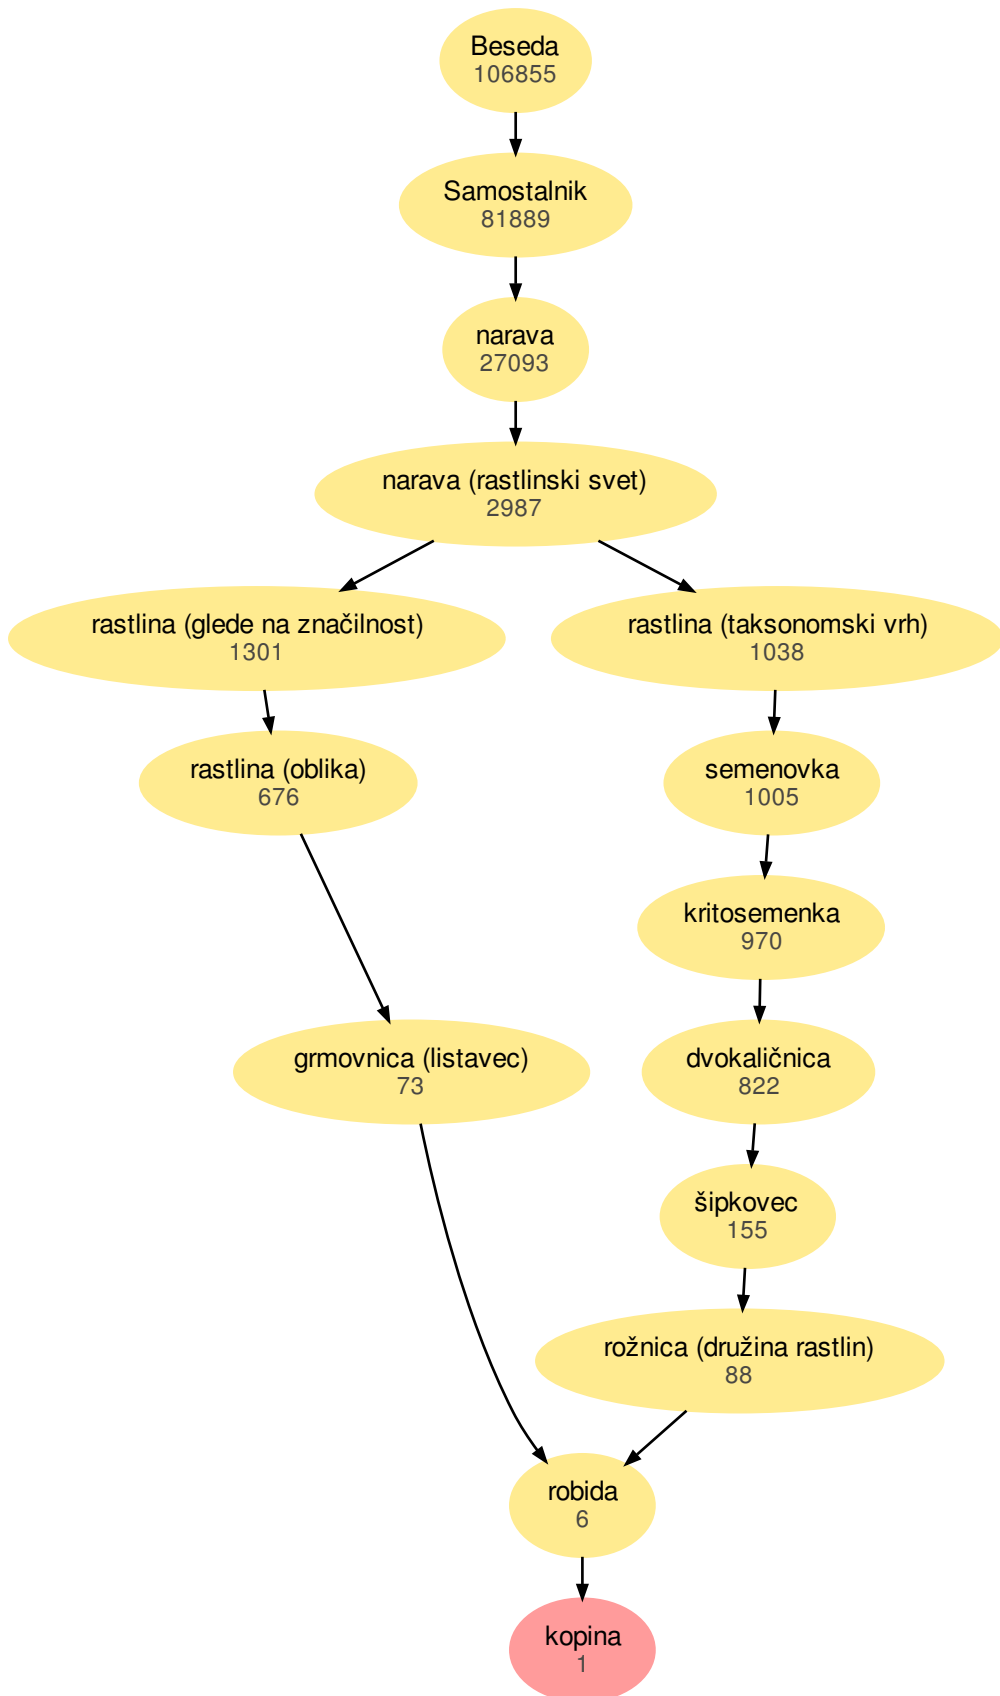 Beseda
106855
Samostalnik
81889
narava
27093
narava (rastlinski svet)
2987
rastlina (glede na značilnost)
1301
rastlina (taksonomski vrh)
1038
rastlina (oblika)
676
semenovka
1005
kritosemenka
970
grmovnica (listavec)
73
dvokaličnica
822
šipkovec
155
rožnica (družina rastlin)
88
robida
6
kopina
1